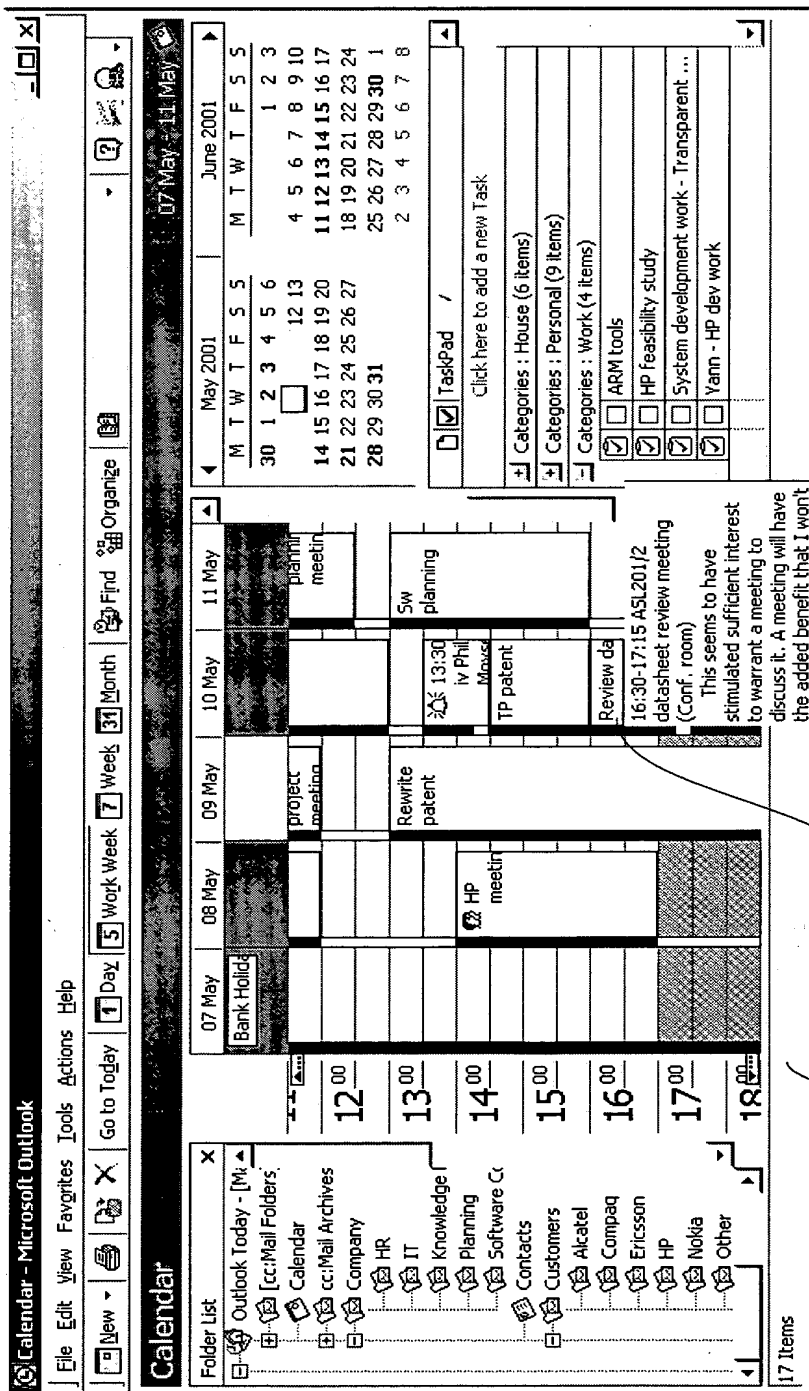 Calendar - Microsoft Outlook
File Edit View Favorites Tools Actions Help
New Go to Today 1 Day 5 Work Week 7 Week 31 Month Find Organize
Calendar 07 May - 11 May
Folder List
Outlook Today - [Ma
[cc:Mail Folders]
Calendar
cc:Mail Archives
Company
HR
IT
Knowledge
Planning
Software Co
Contacts
Customers
Alcatel
Compaq
Ericsson
HP
Nokia
Other
07 May 08 May 09 May 10 May 11 May
Bank Holida
12 00
13 00
14 00
15 00
16 00
17 00
18 00
HP
meetin
project
meeting
Rewrite
patent
13:30
iv Phil
TP patent
Review da
plannin
meetin
Sw
planning
16:30-17:15 ASL201/2
datasheet review meeting
(Conf. room)
This seems to have
stimulated sufficient interest
to warrant a meeting to
discuss it. A meeting will have
the added benefit that I won't
May 2001
M T W T F S S
30 1 2 3 4 5 6
12 13
14 15 16 17 18 19 20
21 22 23 24 25 26 27
28 29 30 31
June 2001
M T W T F S S
1 2 3
4 5 6 7 8 9 10
11 12 13 14 15 16 17
18 19 20 21 22 23 24
25 26 27 28 29 30 1
2 3 4 5 6 7 8
TaskPad
Click here to add a new Task
Categories : House (6 items)
Categories : Personal (9 items)
Categories : Work (4 items)
ARM tools
HP feasibility study
System development work - Transparent ...
Yann - HP dev work
17 Items